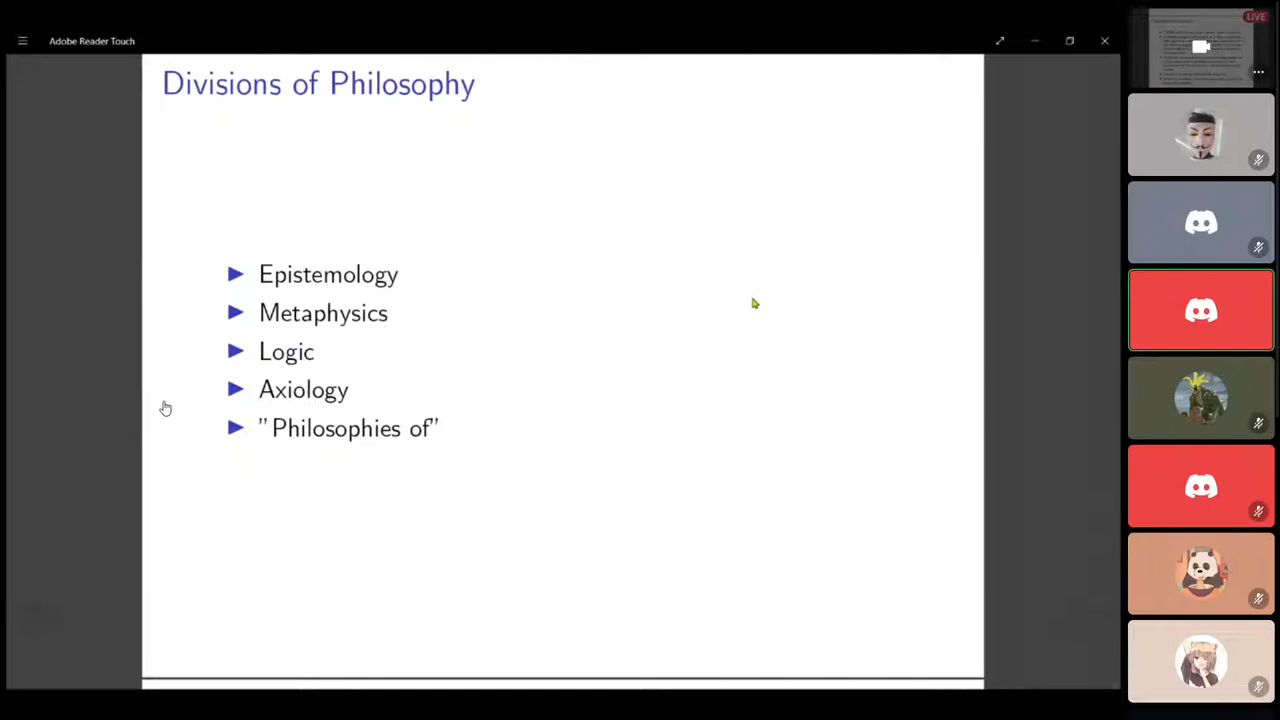 Adobe Reader Touch
LIVE
Divisions of Philosophy
Epistemology
Metaphysics
Logic
Axiology
"Philosophies of"